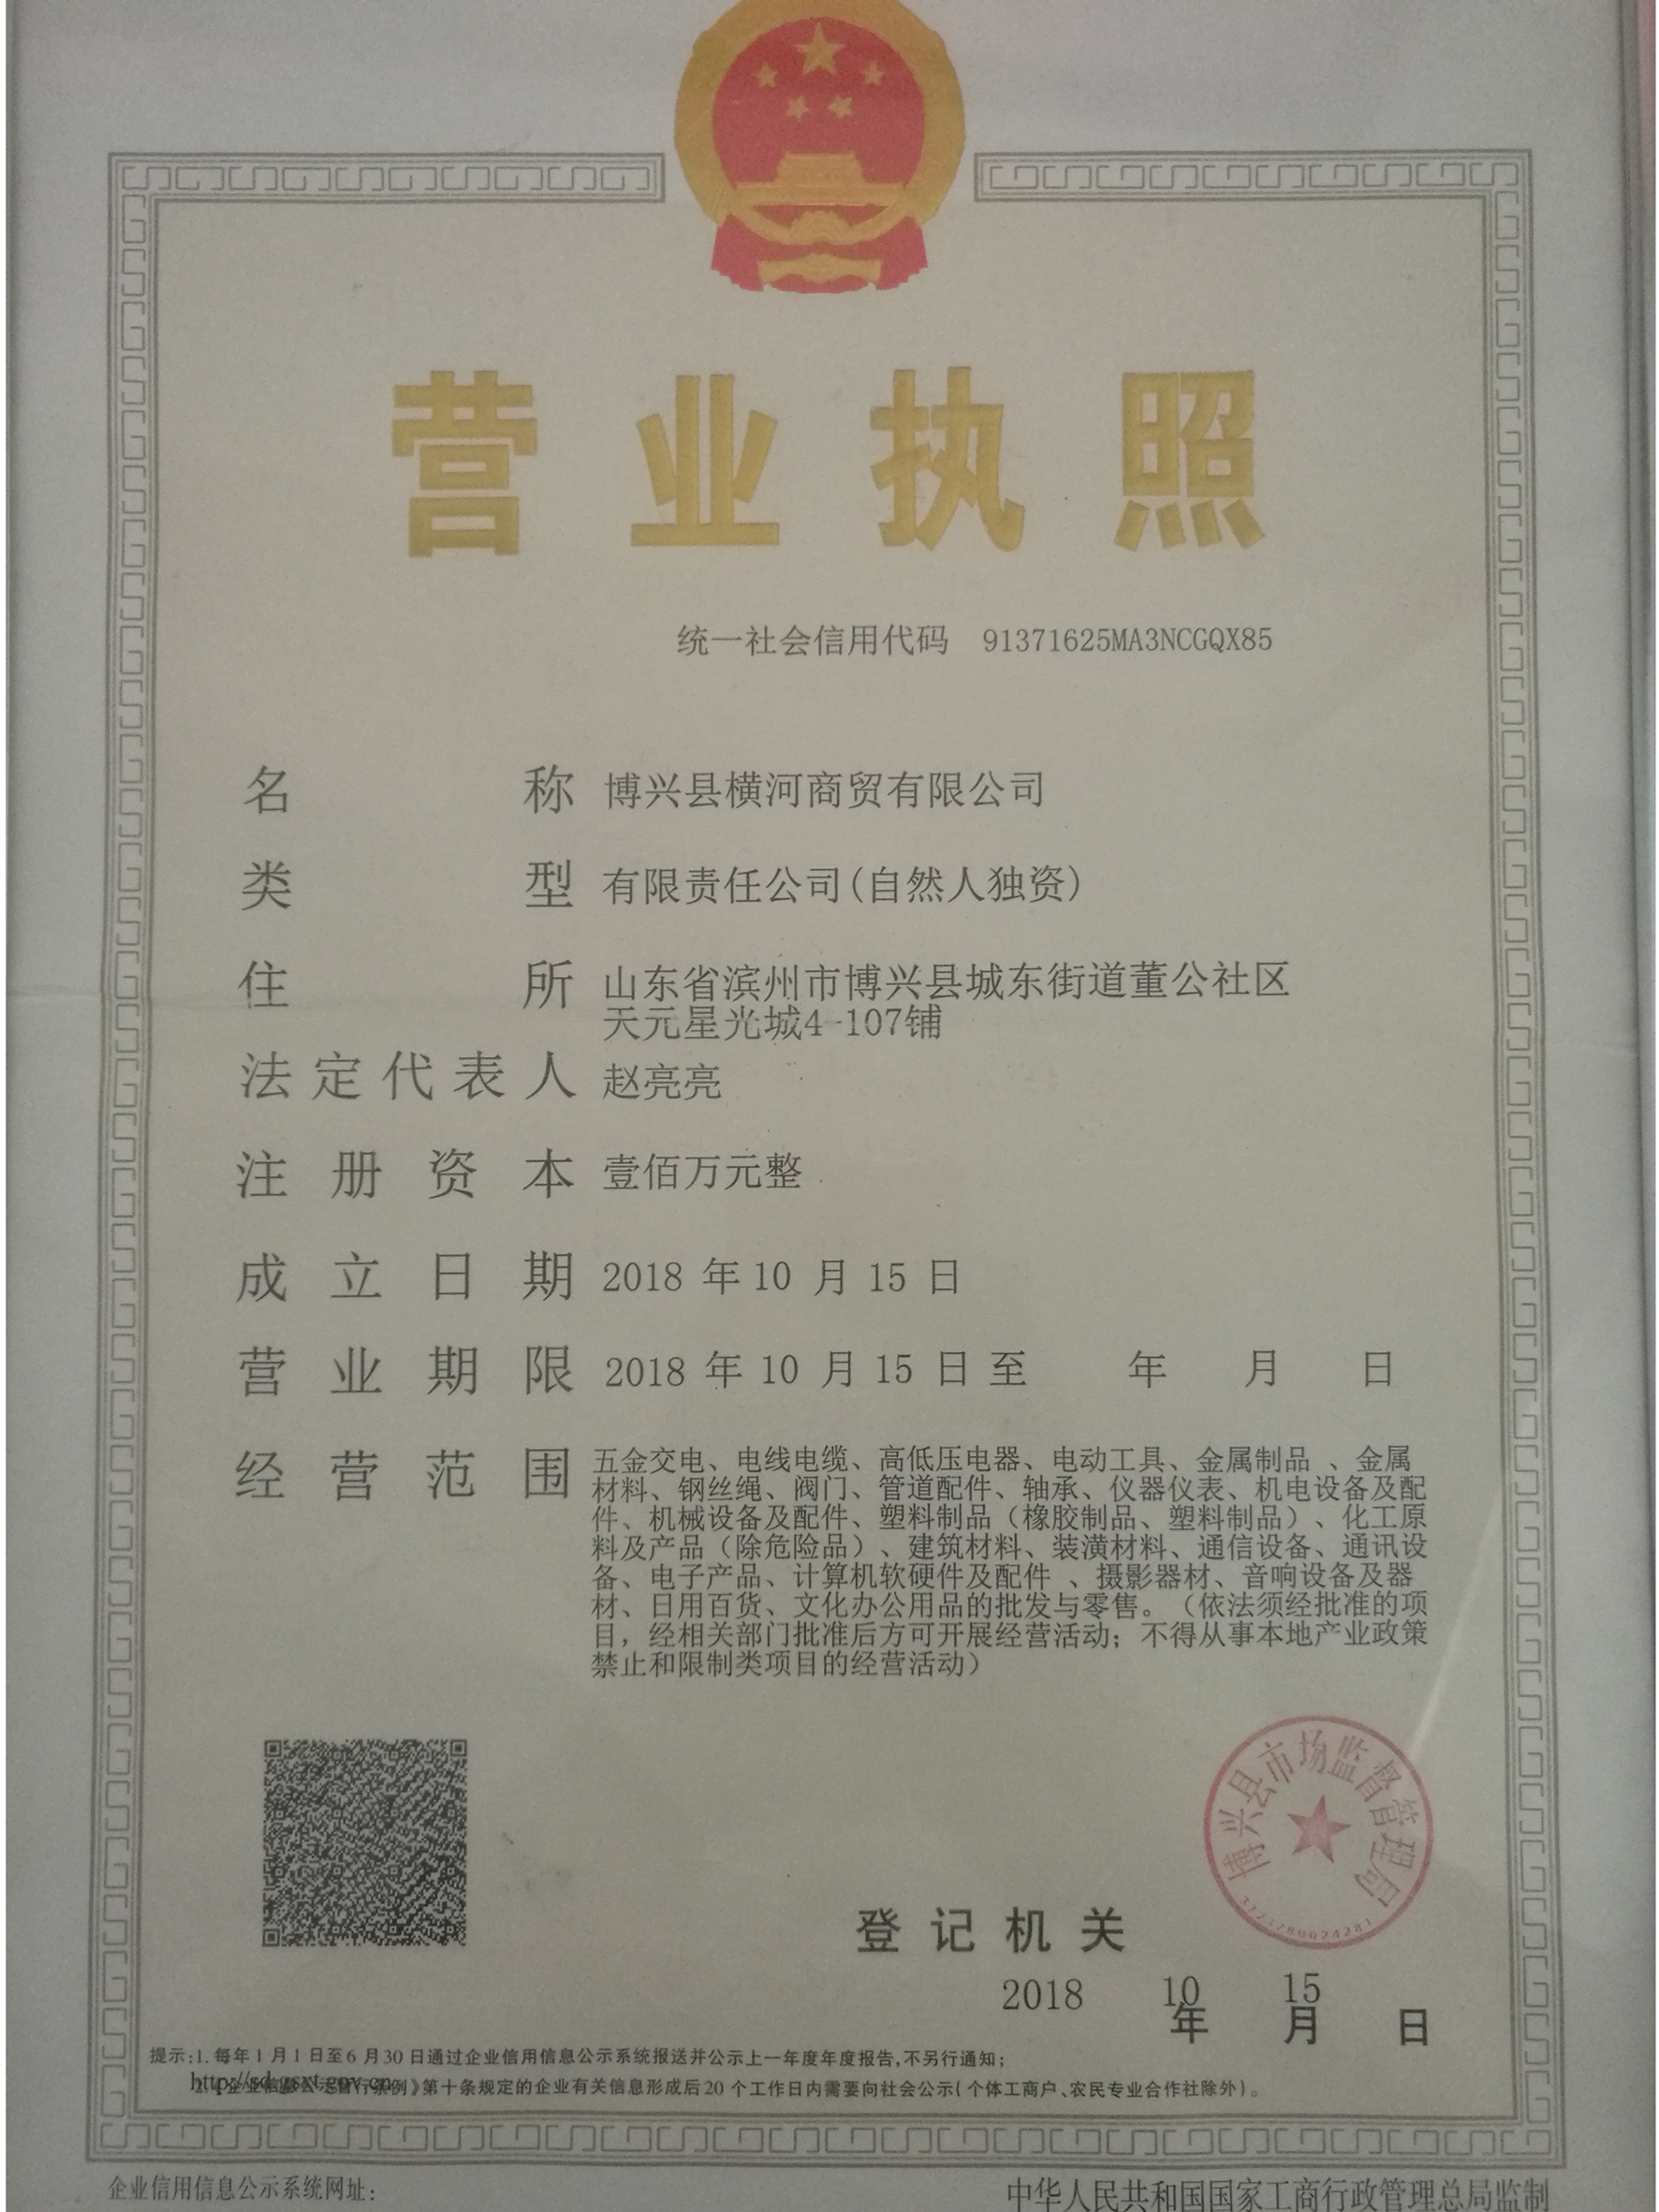 营业执照
统一社会信用代码 91371625MA3NCGQX85
名称 博兴县横河商贸有限公司
类型 有限责任公司(自然人独资)
住所 山东省滨州市博兴县城东街道董公社区
天元星光城4-107铺
法定代表人 赵亮亮
注册资本 壹佰万元整
成立日期 2018 年 10 月 15 日
营业期限 2018 年 10 月 15 日 至 年 月 日
经营范围 五金交电、电线电缆、高低压电器、电动工具、金属制品 、金属
材料、钢丝绳、阀门、管道配件、轴承、仪器仪表、机电设备及配
件、机械设备及配件、塑料制品（橡胶制品、塑料制品）、化工原
料及产品（除危险品）、建筑材料、装潢材料、通信设备、通讯设
备、电子产品、计算机软硬件及配件 、摄影器材、音响设备及器
材、日用百货、文化办公用品的批发与零售。（依法须经批准的项
目，经相关部门批准后方可开展经营活动；不得从事本地产业政策
禁止和限制类项目的经营活动）
博兴县市场监督管理局
3723280024281
登记机关
2018 10 15
年 月 日
提示:1. 每年1月1日至6月30日通过企业信用信息公示系统报送并公示上一年度年度报告,不另行通知;
http://sd.gsxt.gov.cn
条例》第十条规定的企业有关信息形成后20个工作日内需要向社会公示(个体工商户、农民专业合作社除外)。
企业信用信息公示系统网址:
中华人民共和国国家工商行政管理总局监制